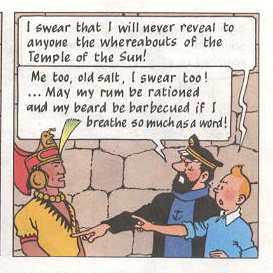 I swear that I will never reveal to
anyone the whereabouts of the
Temple of the Sun!
Me too, old salt, I swear too!
... May my rum be rationed
and my beard be barbecued if I
breathe so much as a word!